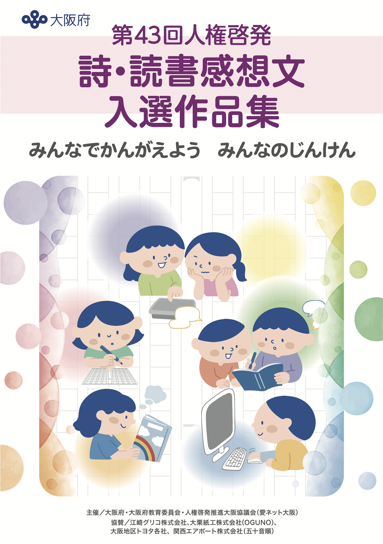 大阪府
第43回人権啓発
詩・読書感想文
入選作品集
みんなでかんがえよう　みんなのじんけん
主催／大阪府・大阪府教育委員会・人権啓発推進大阪協議会(愛ネット大阪)
協賛／江崎グリコ株式会社､大栗紙工株式会社(OGUNO)、
大阪地区トヨタ各社、関西エアポート株式会社(五十音順)